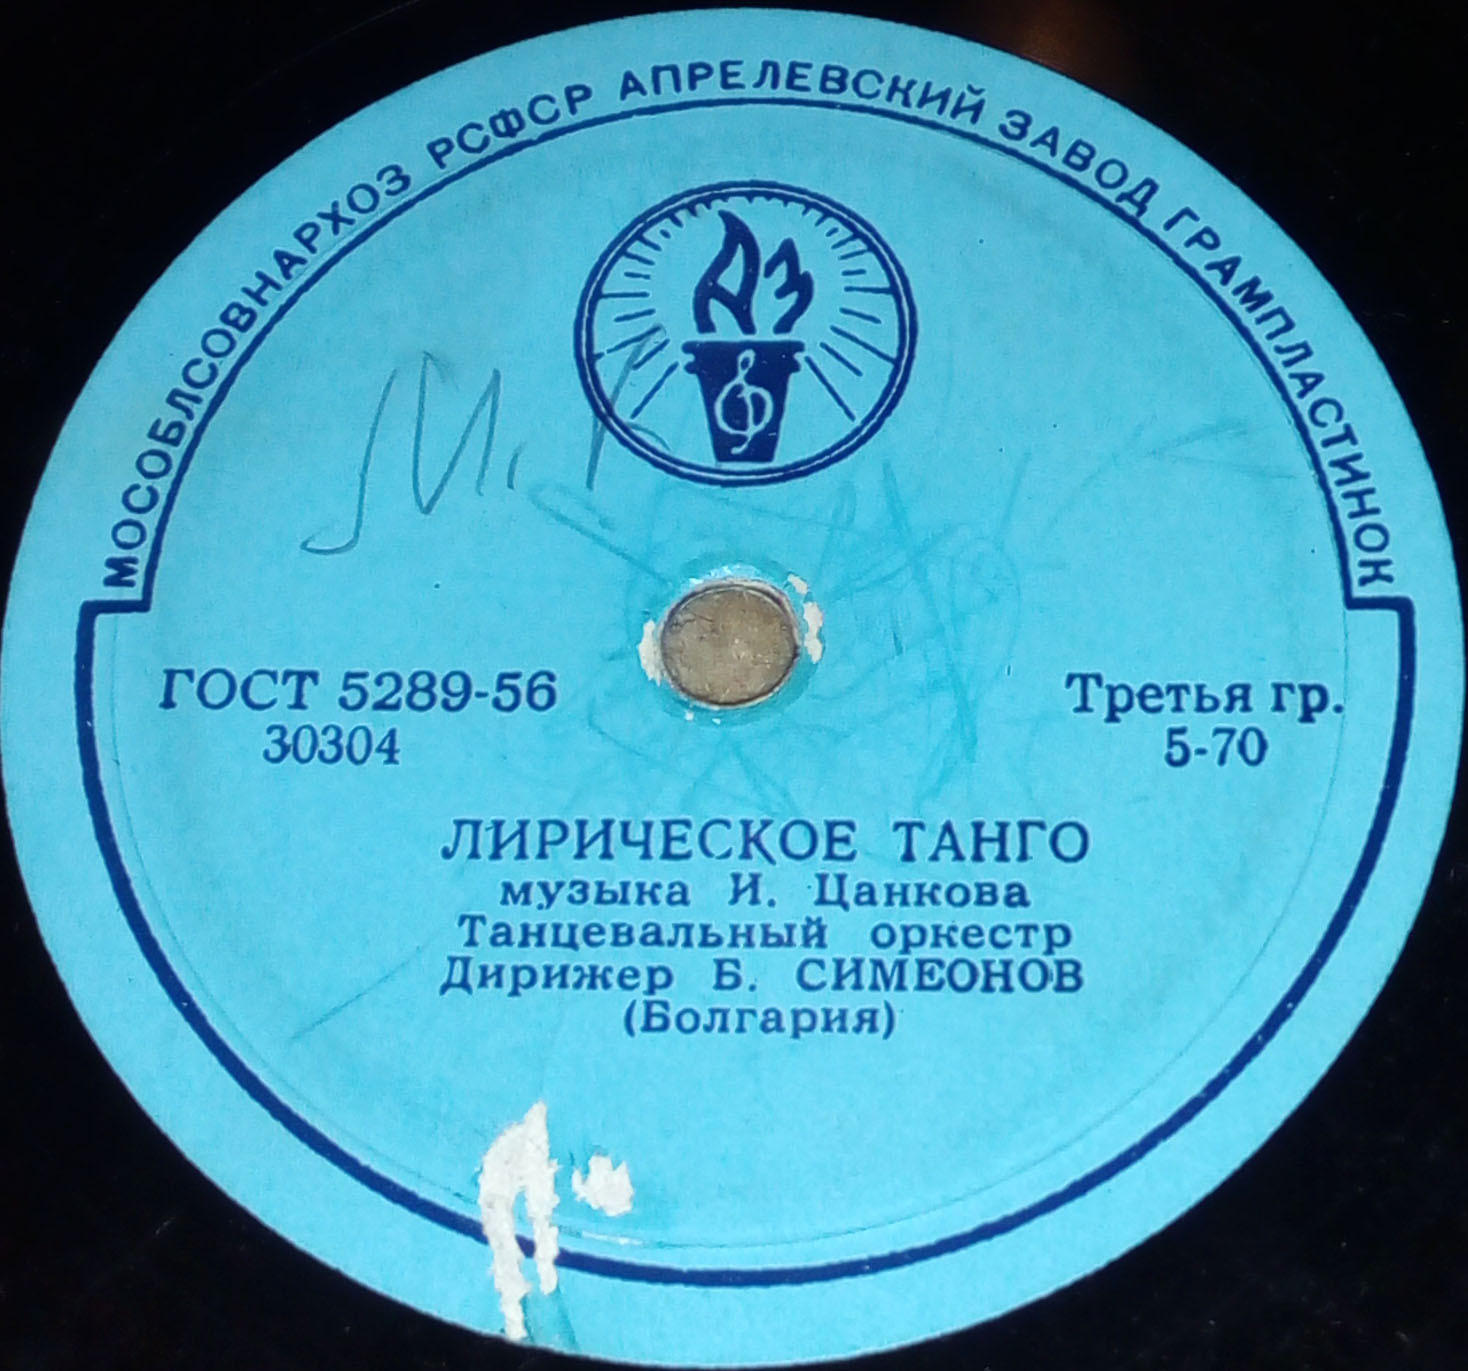 МОСОБЛСОВНАРХОЗ РСФСР АПРЕЛЕВСКИЙ ЗАВОД ГРАМПЛАСТИНОК
АЗ
ГОСТ 5289-56
30304
Третья гр.
5-70
ЛИРИЧЕСКОЕ ТАНГО
музыка И. Цанкова
Танцевальный оркестр
Дирижер Б. СИМЕОНОВ
(Болгария)